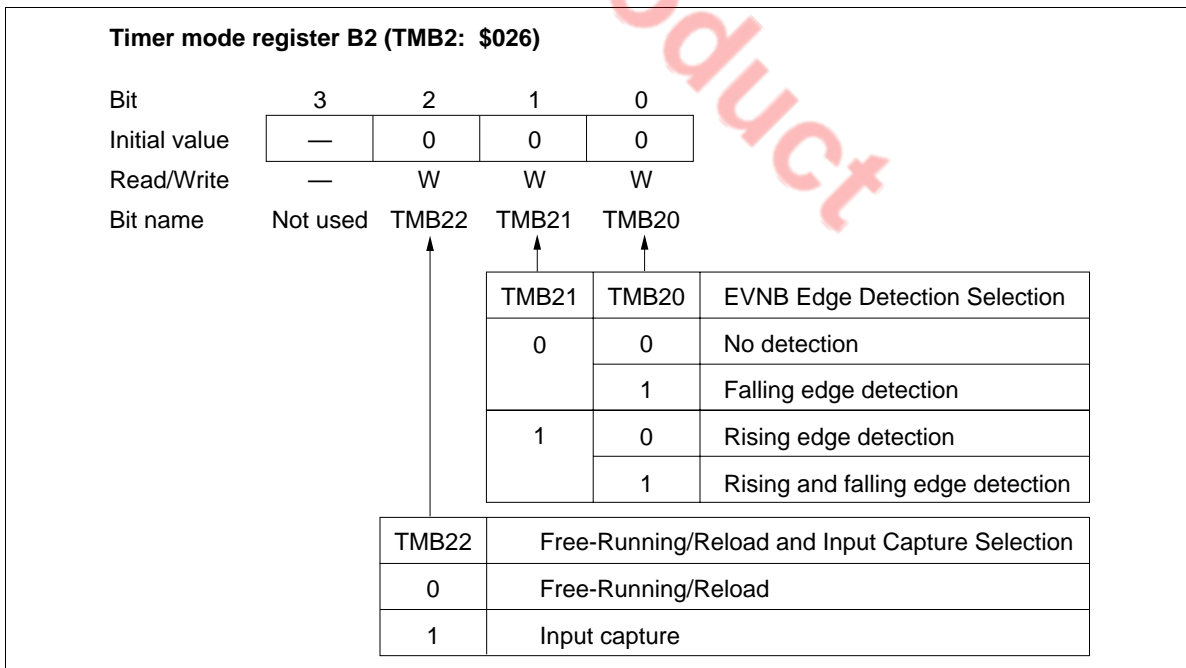 Timer mode register B2 (TMB2: $026)
Bit 3 2 1 0
Initial value — 0 0 0
Read/Write — W W W
Bit name Not used TMB22 TMB21 TMB20
TMB21 TMB20 EVNB Edge Detection Selection
0 0 No detection
1 Falling edge detection
1 0 Rising edge detection
1 Rising and falling edge detection
TMB22 Free-Running/Reload and Input Capture Selection
0 Free-Running/Reload
1 Input capture